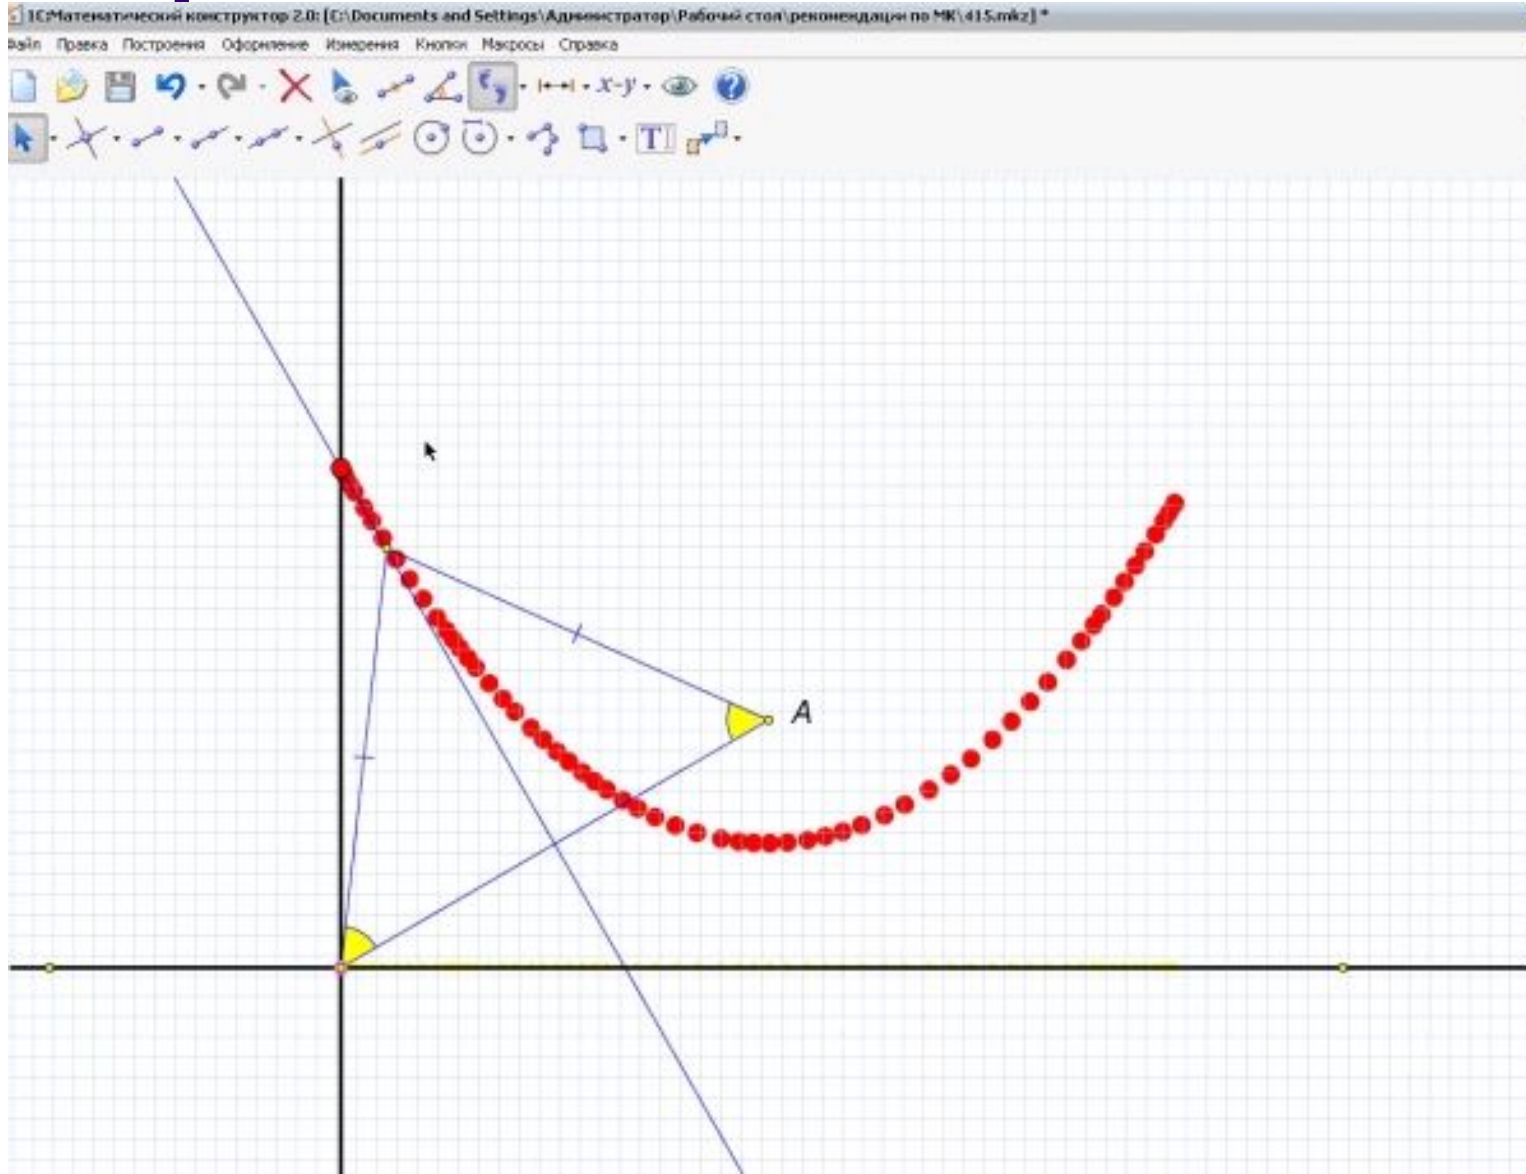 1С:Математический конструктор 2.0: [C:\Documents and Settings\Администратор\Рабочий стол\рекомендации по МК\415.mkz] *
Файл Правка Построения Оформление Измерения Кнопки Макросы Справка
x-y
T
A